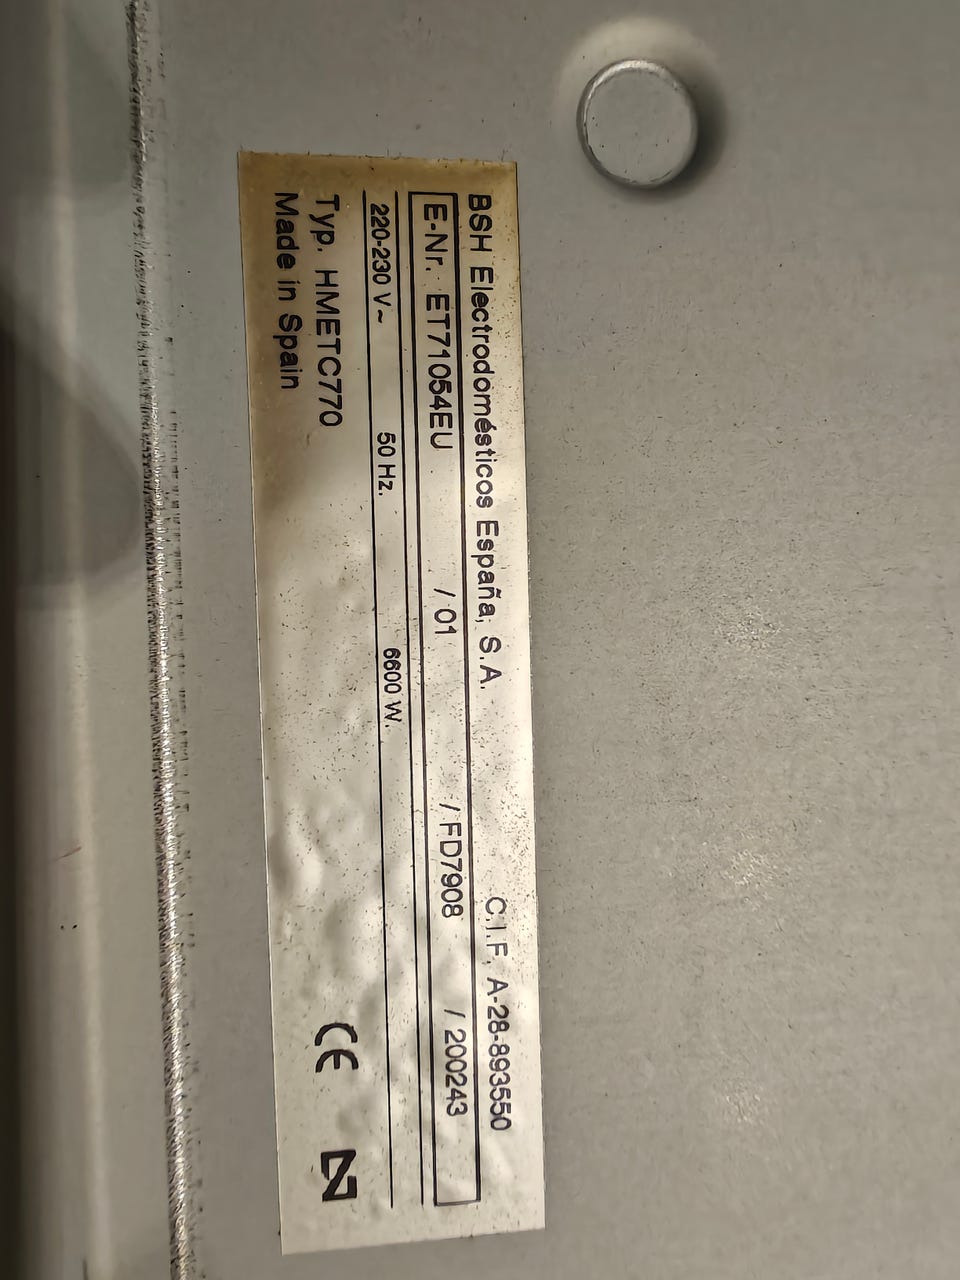 BSH Electrodomésticos España, S.A. C.I.F. A-28-893550
E-Nr. ET71054EU / 01 / FD7908 / 200243
220-230 V~ 50 Hz. 6600 W.
Typ. HMETC770
Made in Spain
CE N